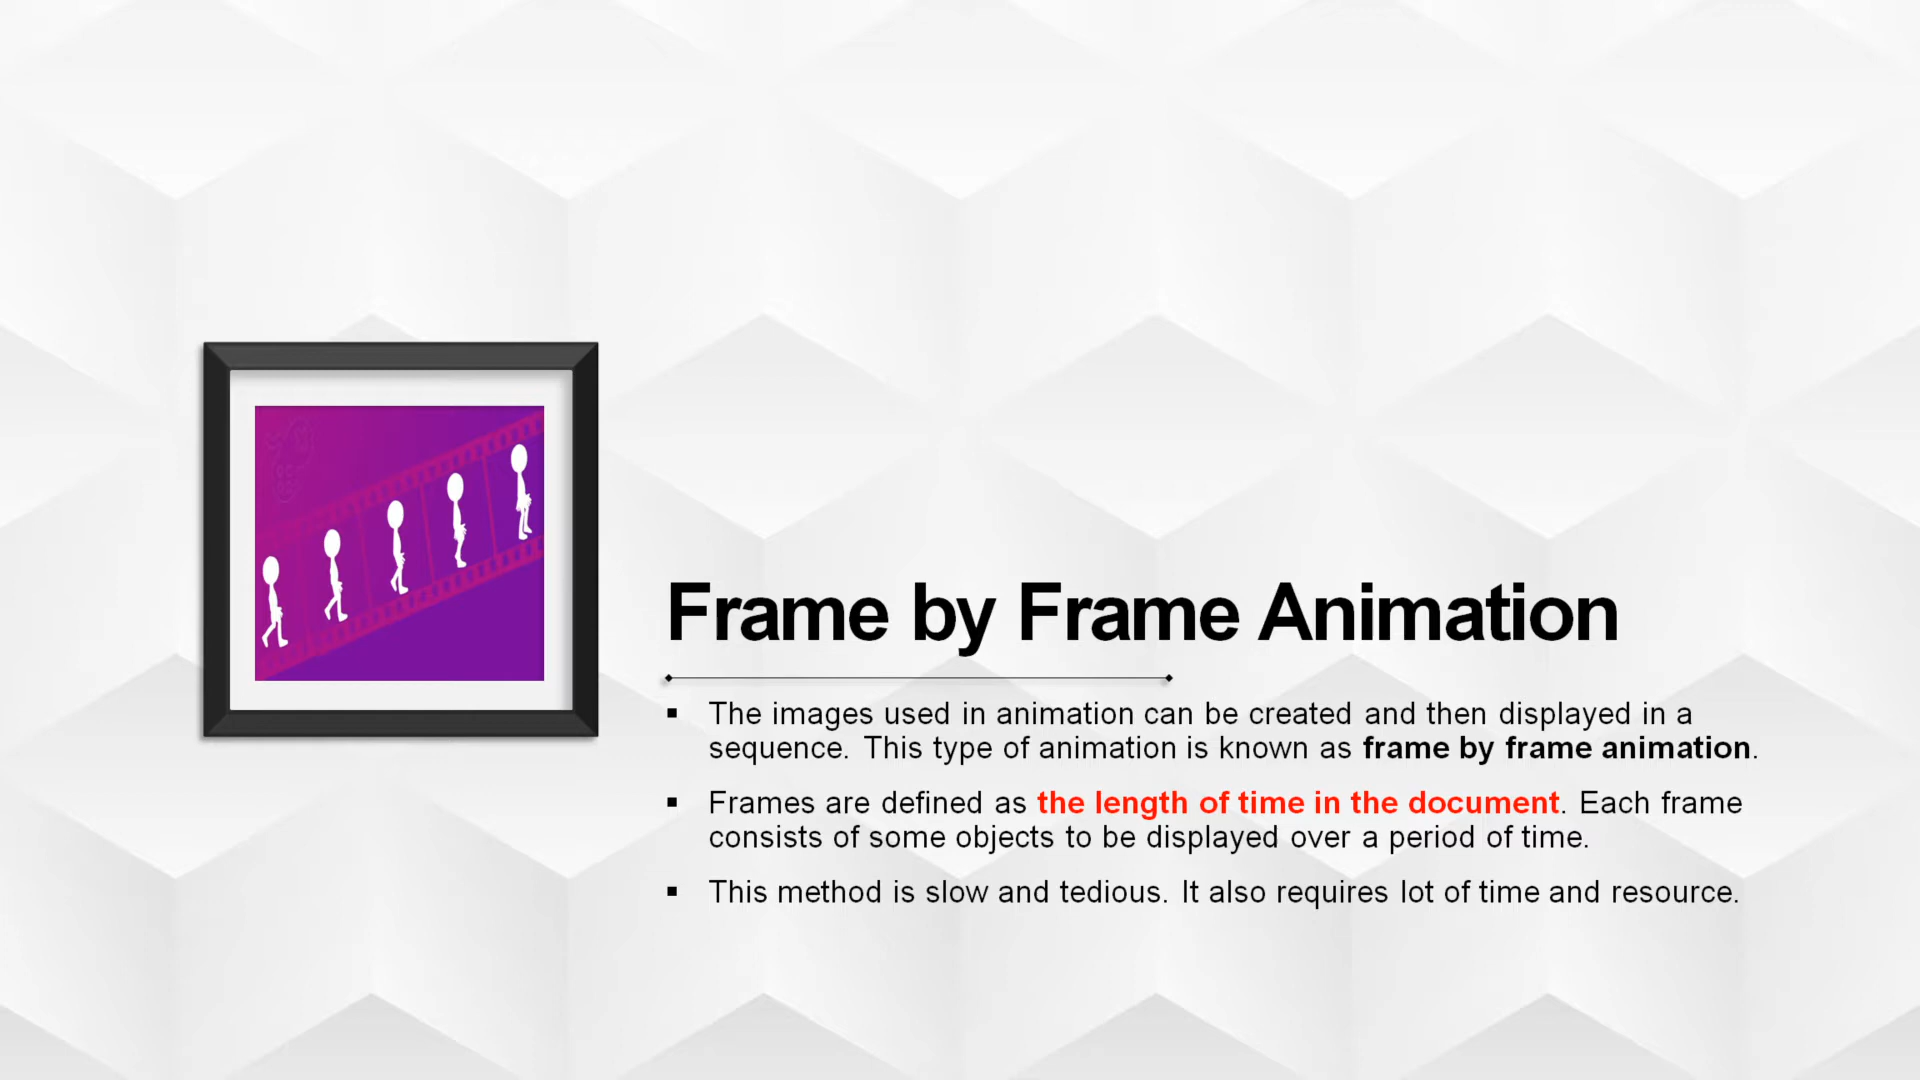 Frame by Frame Animation
▪ The images used in animation can be created and then displayed in a
sequence. This type of animation is known as frame by frame animation.
▪ Frames are defined as the length of time in the document. Each frame
consists of some objects to be displayed over a period of time.
▪ This method is slow and tedious. It also requires lot of time and resource.